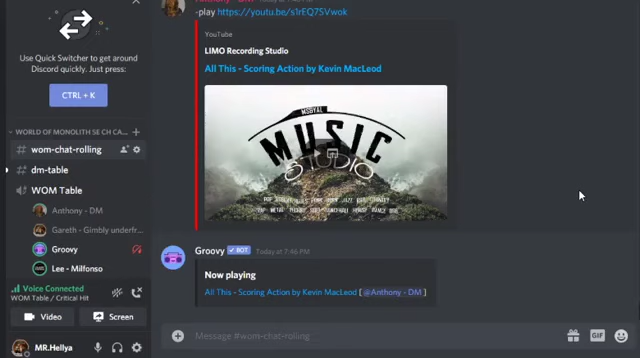 Use Quick Switcher to get around
Discord quickly. Just press:
CTRL + K
WORLD OF MONOLITH SE CH CA...
wom-chat-rolling
dm-table
WOM Table
Anthony - DM
Gareth - Gimbly underfr...
Groovy
Lee - Milfonso
Voice Connected
WOM Table / Critical Hit
Video
Screen
MR.Hellya
-play https://youtu.be/s1rEQ7SVwok
YouTube
LIMO Recording Studio
All This - Scoring Action by Kevin MacLeod
MUSIC
STUDIO
Groovy BOT Today at 7:46 PM
Now playing
All This - Scoring Action by Kevin MacLeod [ @Anthony - DM ]
Message #wom-chat-rolling
GIF